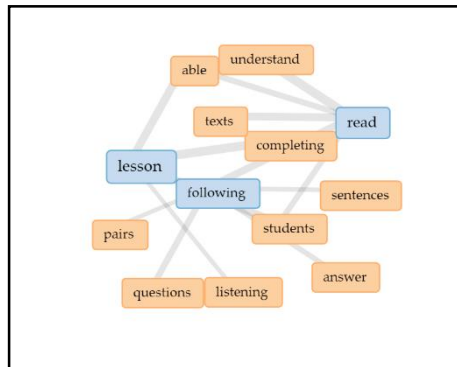 understand
able
texts
read
completing
lesson
following
sentences
students
pairs
answer
questions
listening